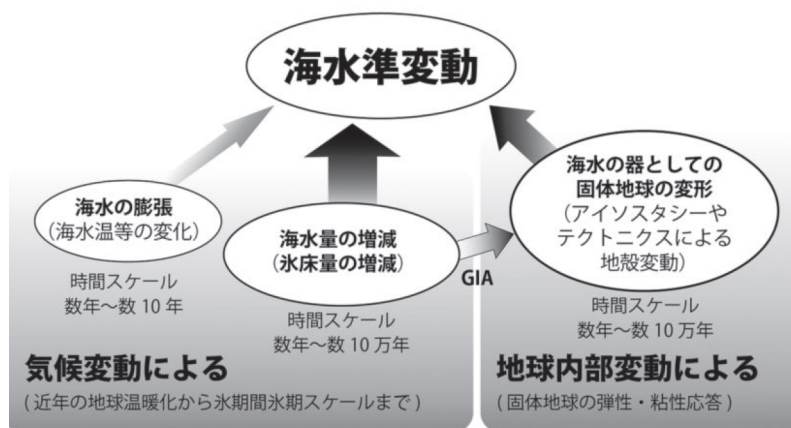 海水準変動
海水の膨張
（海水温等の変化）
時間スケール
数年～数 10 年
海水量の増減
（氷床量の増減）
時間スケール
数年～数 10 万年
GIA
海水の器としての
固体地球の変形
（アイソスタシーや
テクトニクスによる
地殻変動）
時間スケール
数年～数 10 万年
気候変動による
( 近年の地球温暖化から氷期間氷期スケールまで )
地球内部変動による
( 固体地球の弾性・粘性応答 )